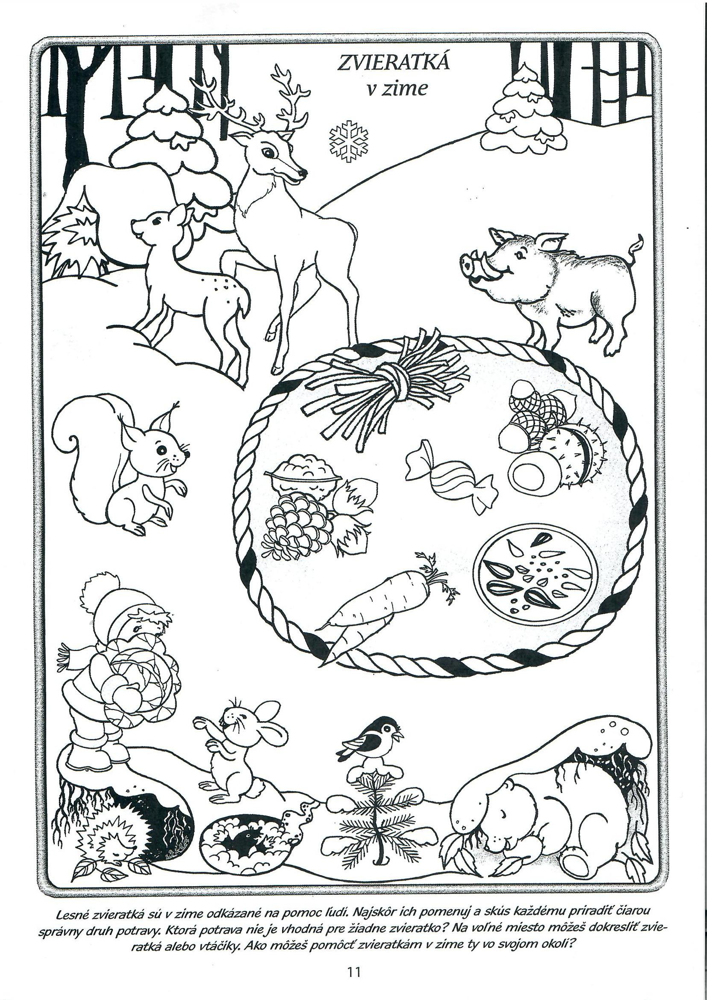 ZVIERATKÁ
v zime
Lesné zvieratká sú v zime odkázané na pomoc ľudí. Najskôr ich pomenuj a skús každému priradiť čiarou
správny druh potravy. Ktorá potrava nie je vhodná pre žiadne zvieratko? Na voľné miesto môžeš dokresliť zvie-
ratká alebo vtáčiky. Ako môžeš pomôcť zvieratkám v zime ty vo svojom okolí?
11